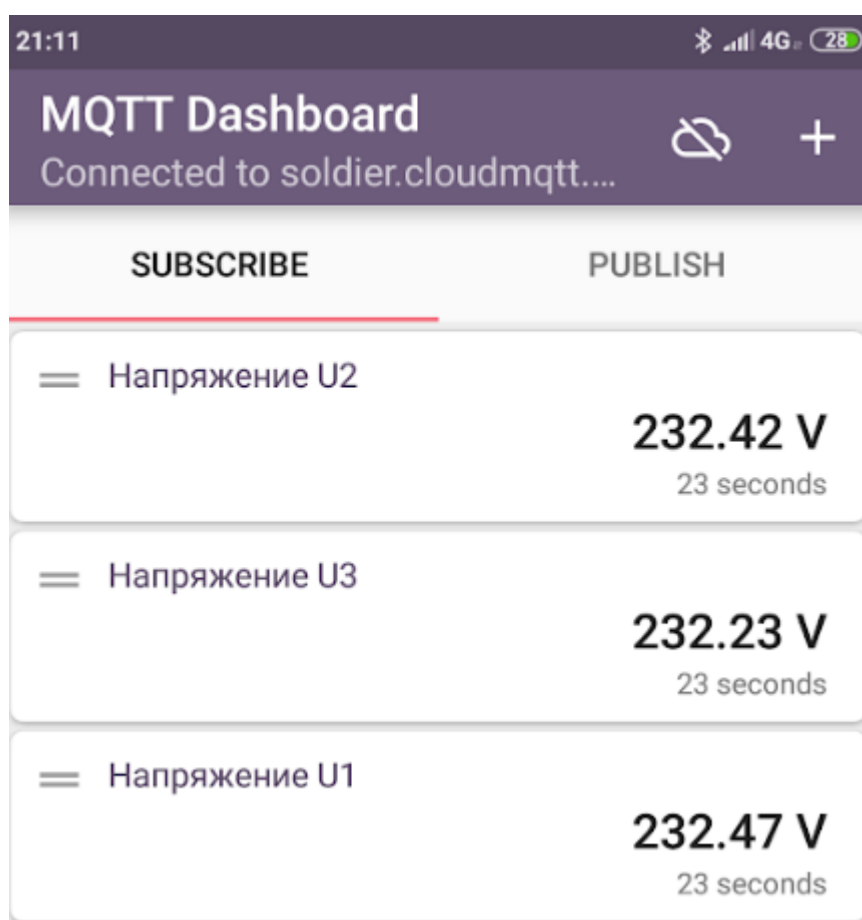 21:11 4G 28
MQTT Dashboard
Connected to soldier.cloudmqtt....
SUBSCRIBE PUBLISH
Напряжение U2
232.42 V
23 seconds
Напряжение U3
232.23 V
23 seconds
Напряжение U1
232.47 V
23 seconds